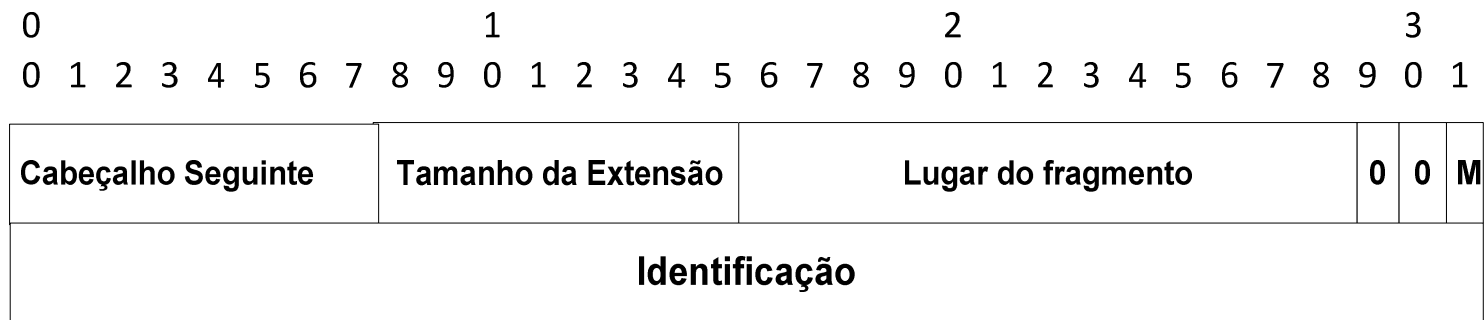 0 1 2 3
0 1 2 3 4 5 6 7 8 9 0 1 2 3 4 5 6 7 8 9 0 1 2 3 4 5 6 7 8 9 0 1
Cabeçalho Seguinte Tamanho da Extensão Lugar do fragmento 0 0 M
Identificação